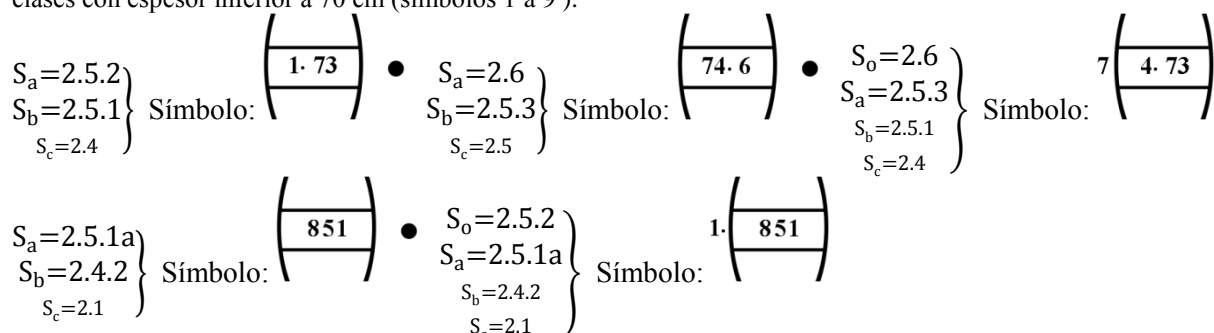 clases con espesor inferior a 70 cm (símbolos 1 a 9 ).
Sa=2.5.2
Sb=2.5.1
Sc=2.4
Símbolo:
1· 73
•
Sa=2.6
Sb=2.5.3
Sc=2.5
Símbolo:
74· 6
•
So=2.6
Sa=2.5.3
Sb=2.5.1
Sc=2.4
Símbolo:
7
4· 73
Sa=2.5.1a
Sb=2.4.2
Sc=2.1
Símbolo:
851
•
So=2.5.2
Sa=2.5.1a
Sb=2.4.2
Sc=2.1
Símbolo:
1·
851